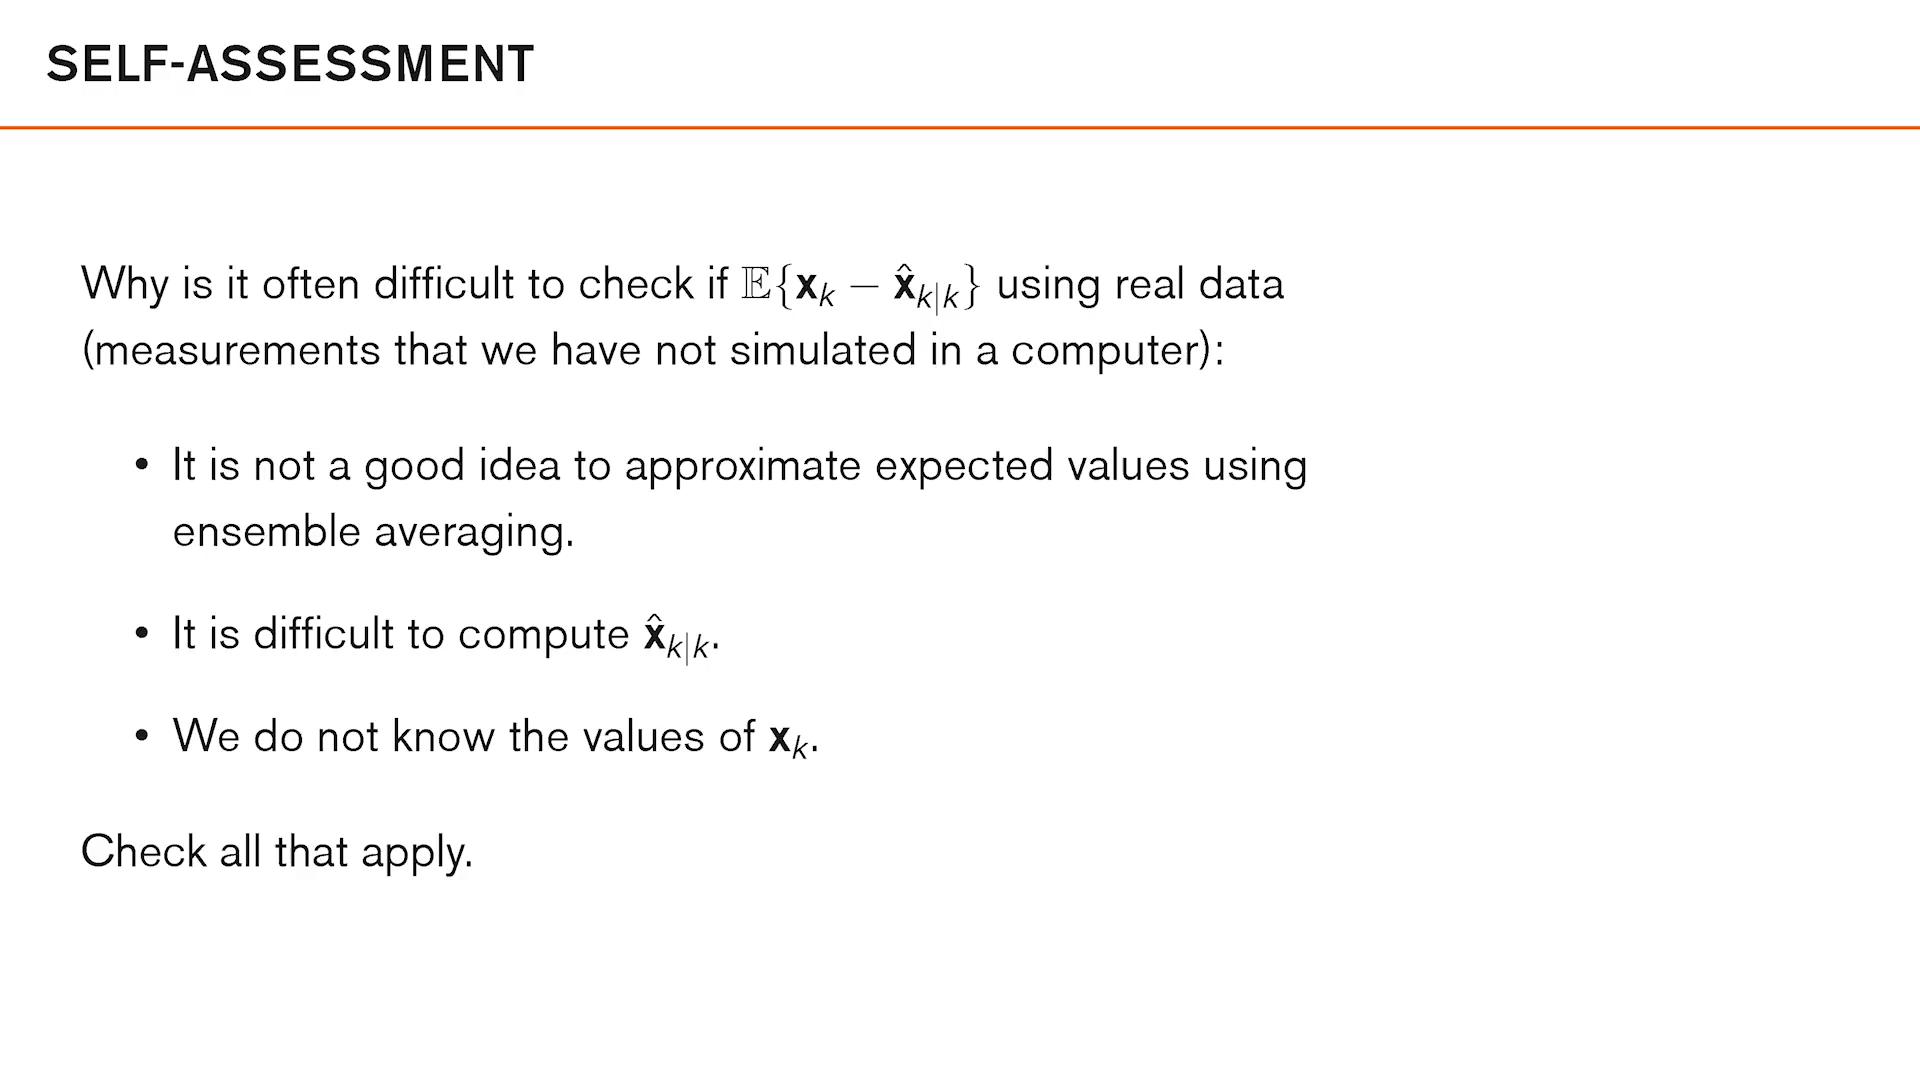 SELF-ASSESSMENT
Why is it often difficult to check if 𝔼{𝐱ₖ − 𝐱̂ₖ|ₖ} using real data
(measurements that we have not simulated in a computer):
• It is not a good idea to approximate expected values using
ensemble averaging.
• It is difficult to compute 𝐱̂ₖ|ₖ.
• We do not know the values of 𝐱ₖ.
Check all that apply.